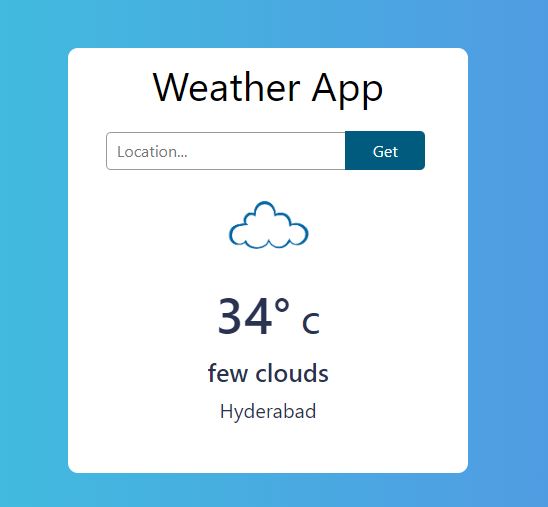 Weather App
Location...
Get
34° c
few clouds
Hyderabad